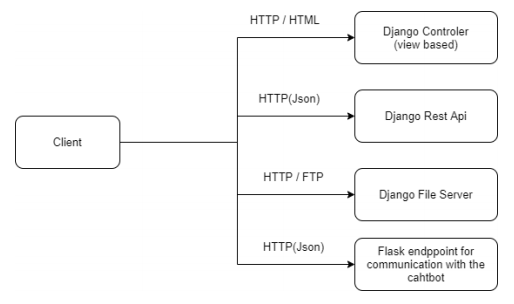 HTTP / HTML
Django Controler
(view based)
HTTP(Json)
Django Rest Api
Client
HTTP / FTP
Django File Server
HTTP(Json)
Flask endppoint for
communication with the
cahtbot